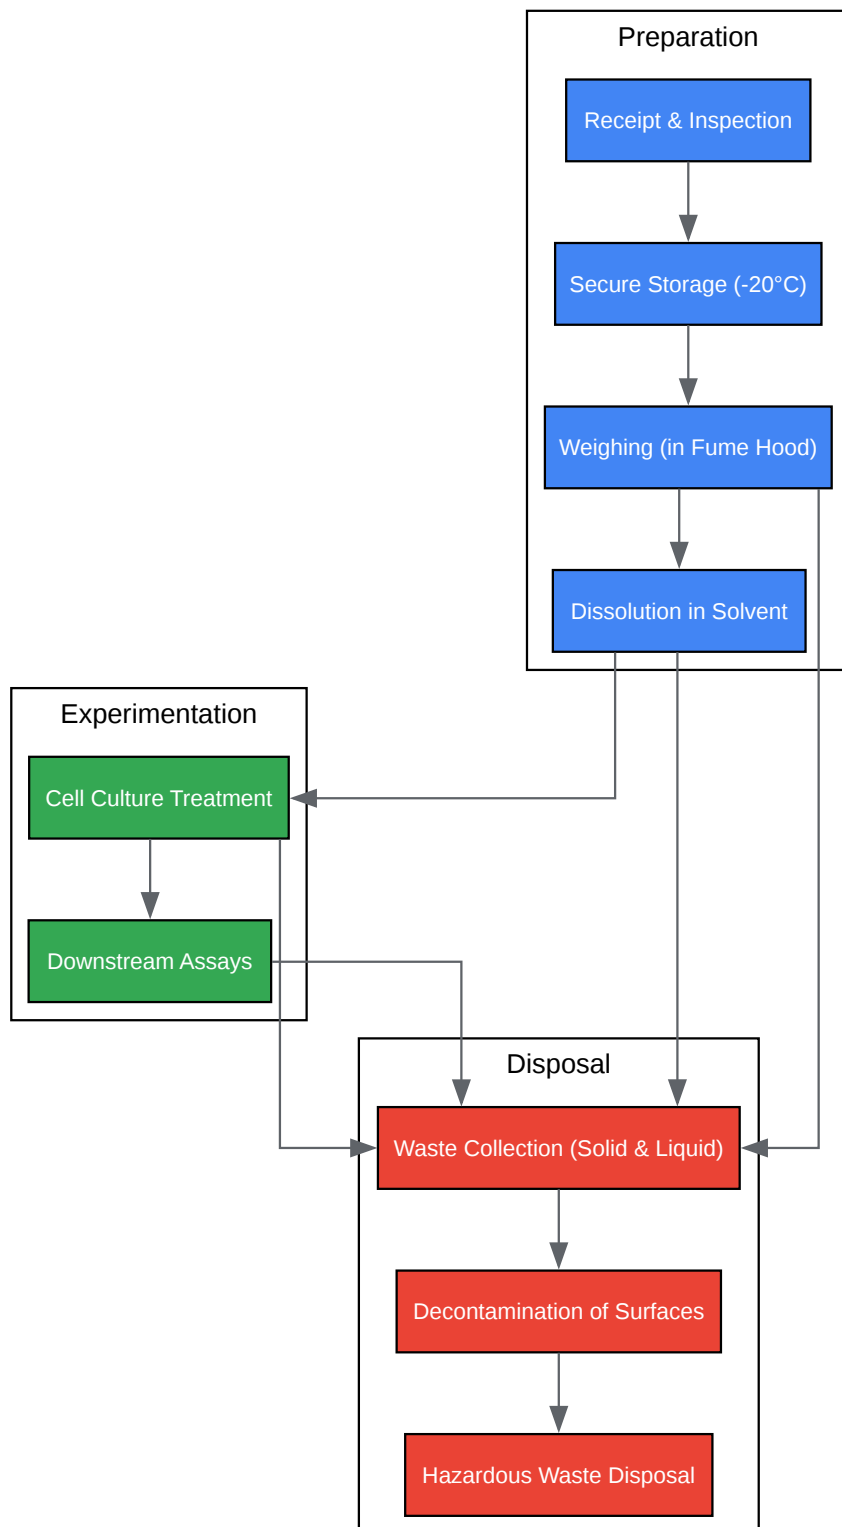 Preparation
Receipt & Inspection
Secure Storage (-20°C)
Weighing (in Fume Hood)
Dissolution in Solvent
Experimentation
Cell Culture Treatment
Downstream Assays
Disposal
Waste Collection (Solid & Liquid)
Decontamination of Surfaces
Hazardous Waste Disposal